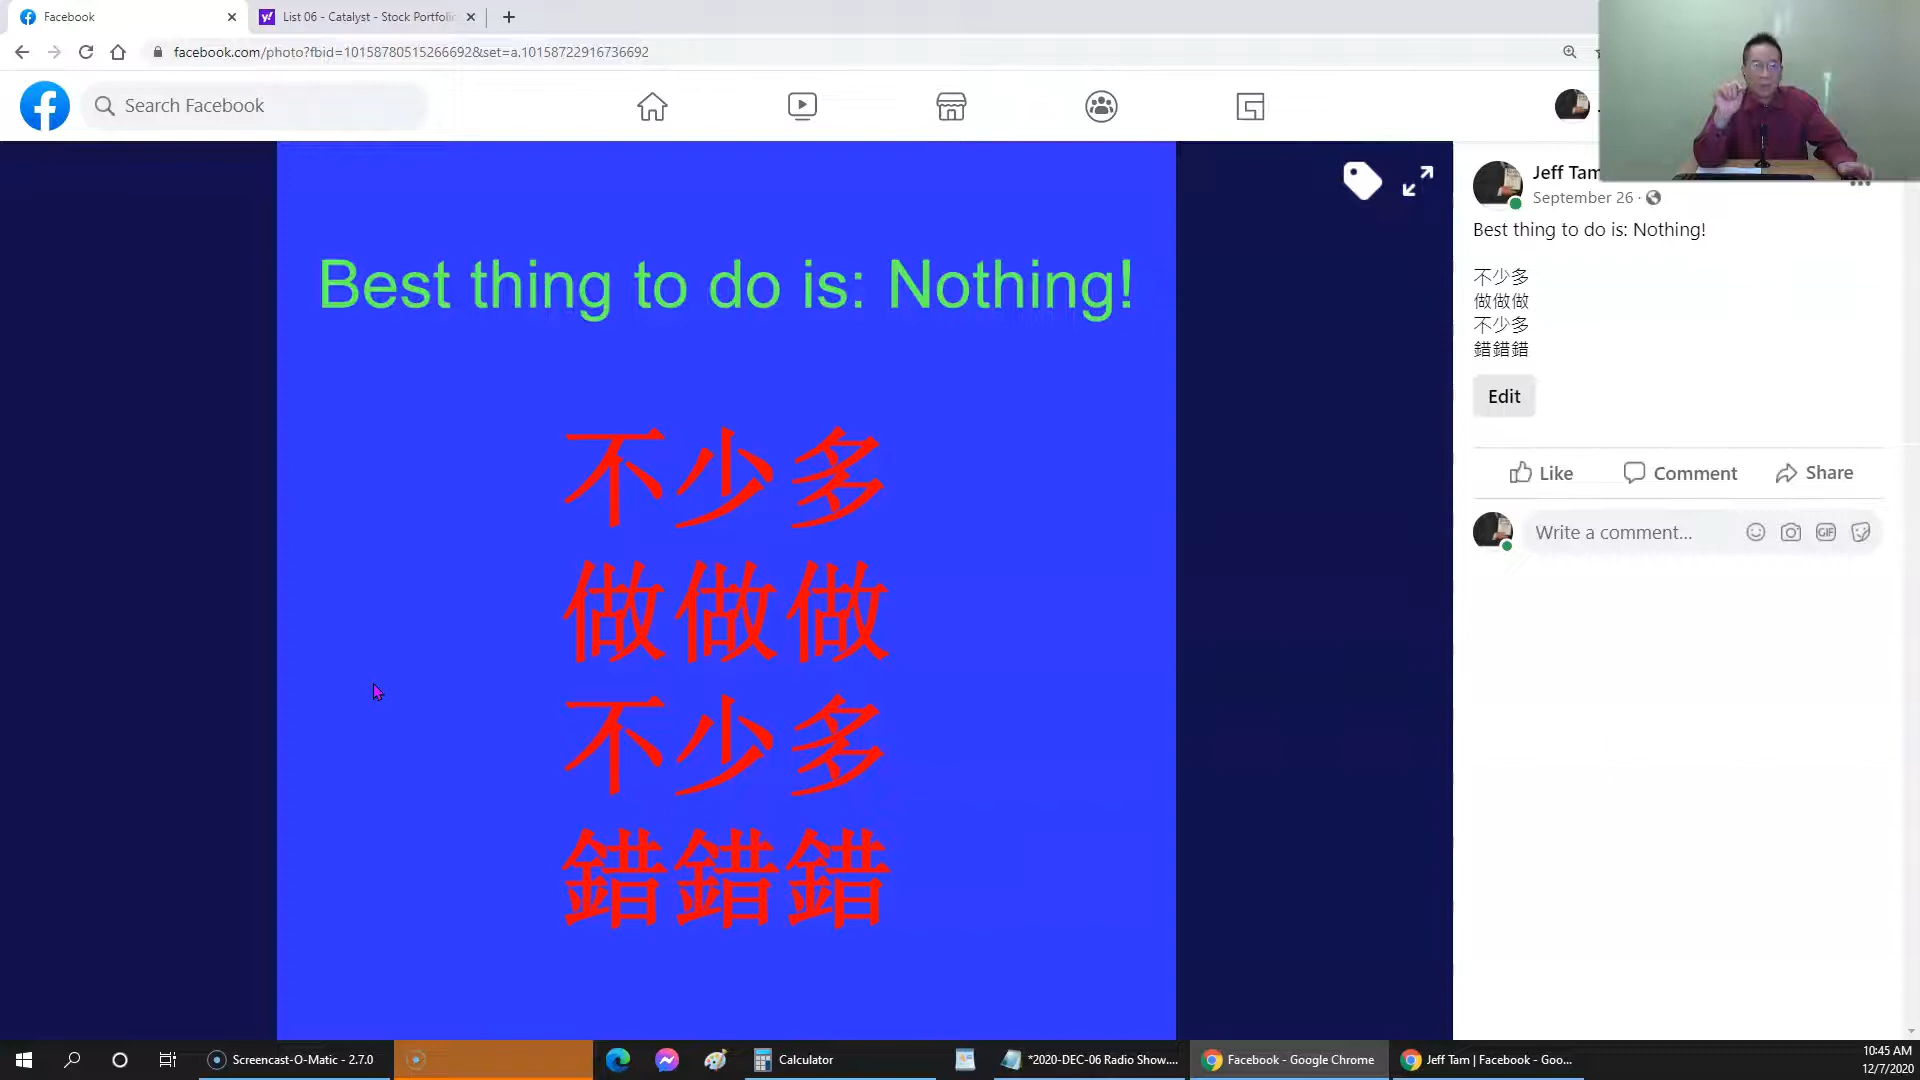 Facebook
List 06 - Catalyst - Stock Portfolio
facebook.com/photo?fbid=10158780515266692&set=a.10158722916736692
Search Facebook
Best thing to do is: Nothing!
不少多
做做做
不少多
錯錯錯
Jeff Tam
September 26 ·
Best thing to do is: Nothing!
不少多
做做做
不少多
錯錯錯
Edit
Like
Comment
Share
Write a comment...
GIF
Screencast-O-Matic - 2.7.0
Calculator
*2020-DEC-06 Radio Show....
Facebook - Google Chrome
Jeff Tam | Facebook - Goo...
10:45 AM
12/7/2020